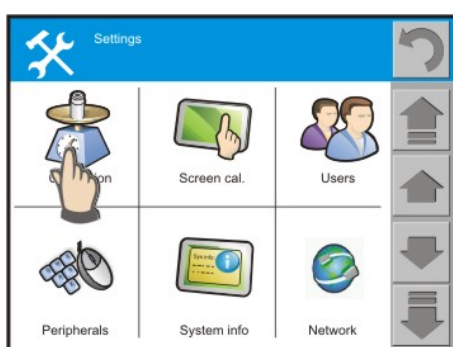 Settings
Screen cal.
Users
Peripherals
System info
Network